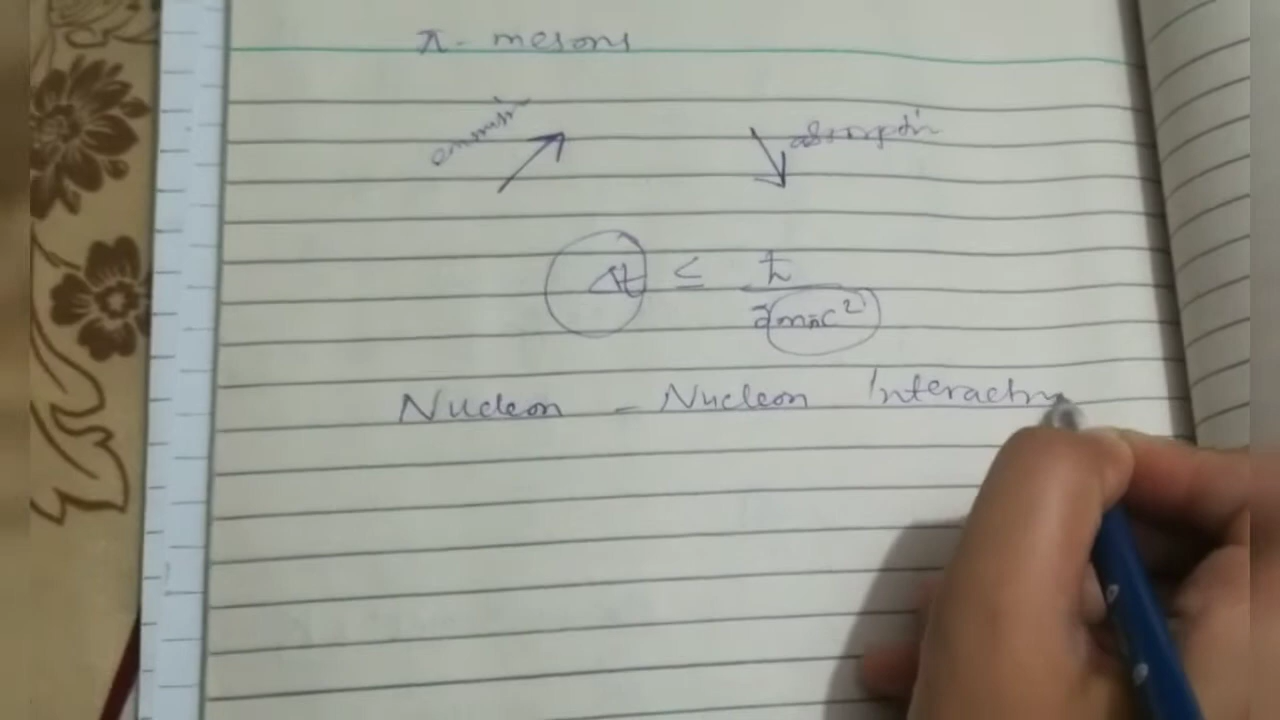 π - mesons
emission
absorption
Δt ≤ ħ / 2mπc²
Nucleon - Nucleon Interaction